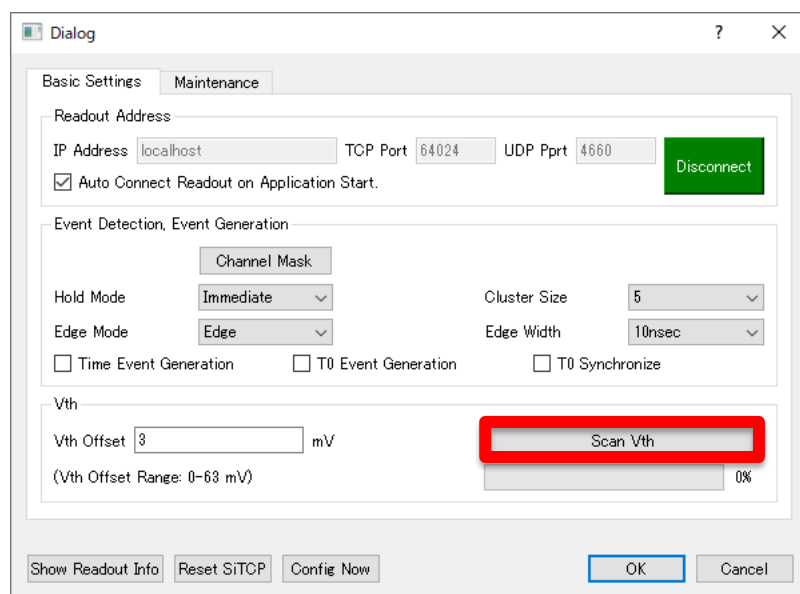 Dialog
?
Basic Settings Maintenance
Readout Address
IP Address localhost TCP Port 64024 UDP Pprt 4660 Disconnect
Auto Connect Readout on Application Start.
Event Detection, Event Generation
Channel Mask
Hold Mode Immediate Cluster Size 5
Edge Mode Edge Edge Width 10nsec
Time Event Generation T0 Event Generation T0 Synchronize
Vth
Vth Offset 3 mV Scan Vth
(Vth Offset Range: 0-63 mV) 0%
Show Readout Info Reset SiTCP Config Now OK Cancel